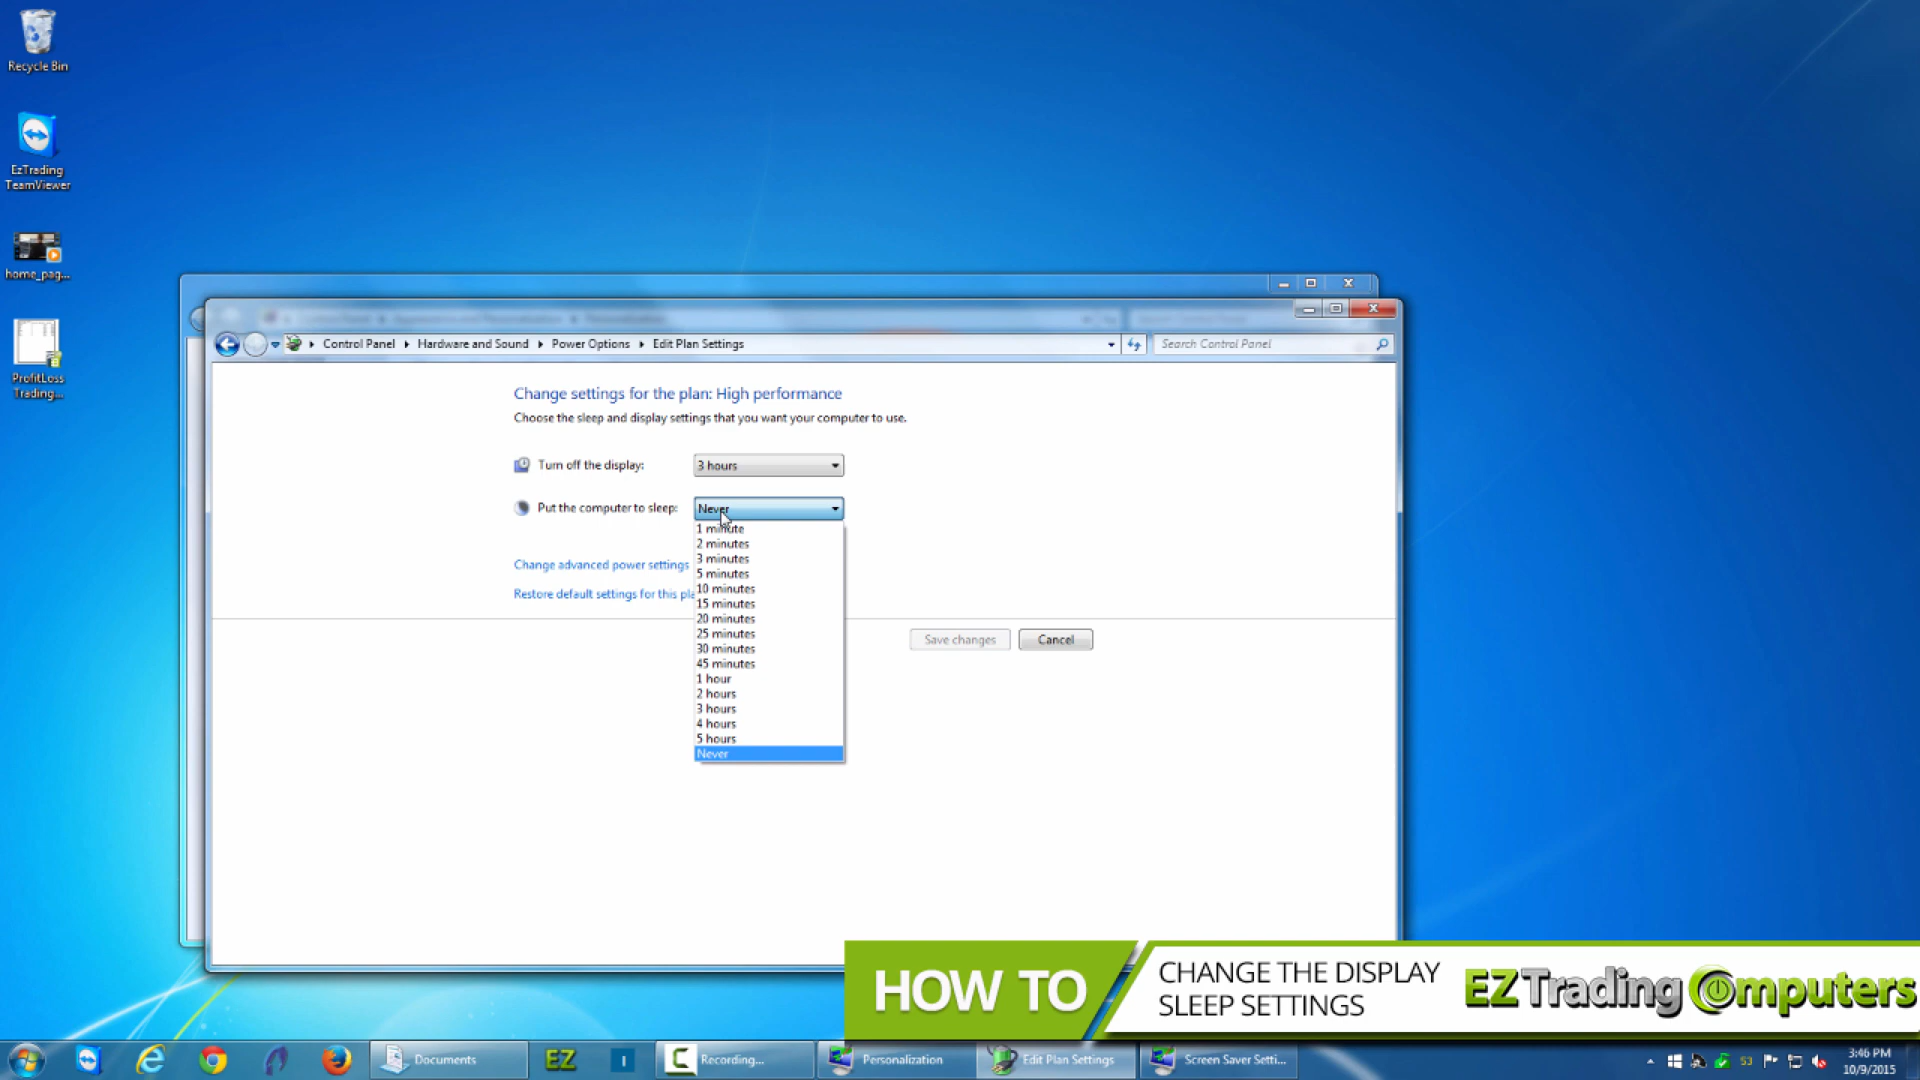 Recycle Bin
EzTrading
TeamViewer
home_pag...
ProfitLoss
Trading...
Control Panel
Hardware and Sound
Power Options
Edit Plan Settings
Search Control Panel
Change settings for the plan: High performance
Choose the sleep and display settings that you want your computer to use.
Turn off the display:
3 hours
Put the computer to sleep:
Never
1 minute
2 minutes
3 minutes
5 minutes
10 minutes
15 minutes
20 minutes
25 minutes
30 minutes
45 minutes
1 hour
2 hours
3 hours
4 hours
5 hours
Never
Change advanced power settings
Restore default settings for this pla
Save changes
Cancel
HOW TO
CHANGE THE DISPLAY
SLEEP SETTINGS
EZTrading Computers
Documents
EZ
I
Recording...
Personalization
Edit Plan Settings
Screen Saver Setti...
53
3:46 PM
10/9/2015